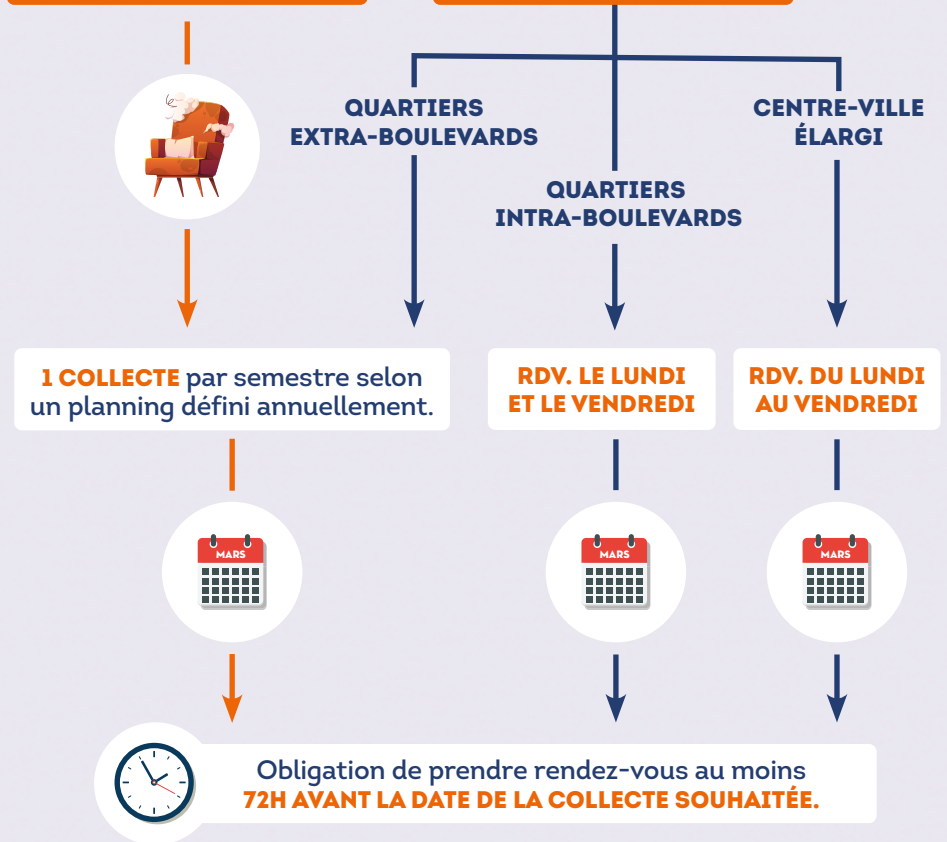 QUARTIERS
EXTRA-BOULEVARDS
CENTRE-VILLE
ÉLARGI
QUARTIERS
INTRA-BOULEVARDS
1 COLLECTE par semestre selon
un planning défini annuellement.
RDV. LE LUNDI
ET LE VENDREDI
RDV. DU LUNDI
AU VENDREDI
MARS
MARS
MARS
Obligation de prendre rendez-vous au moins
72H AVANT LA DATE DE LA COLLECTE SOUHAITÉE.